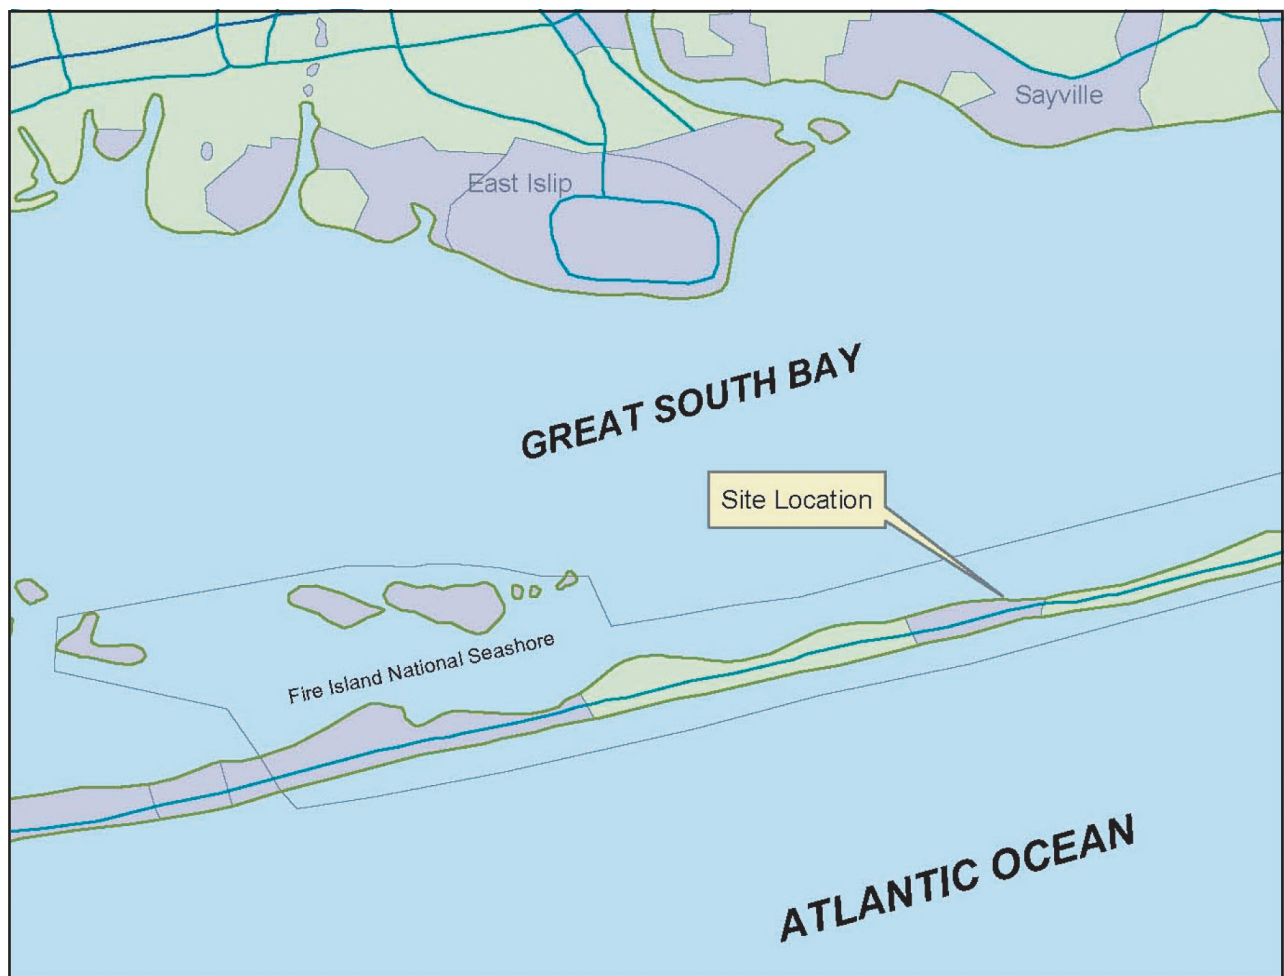 Sayville
East Islip
GREAT SOUTH BAY
Site Location
Fire Island National Seashore
ATLANTIC OCEAN